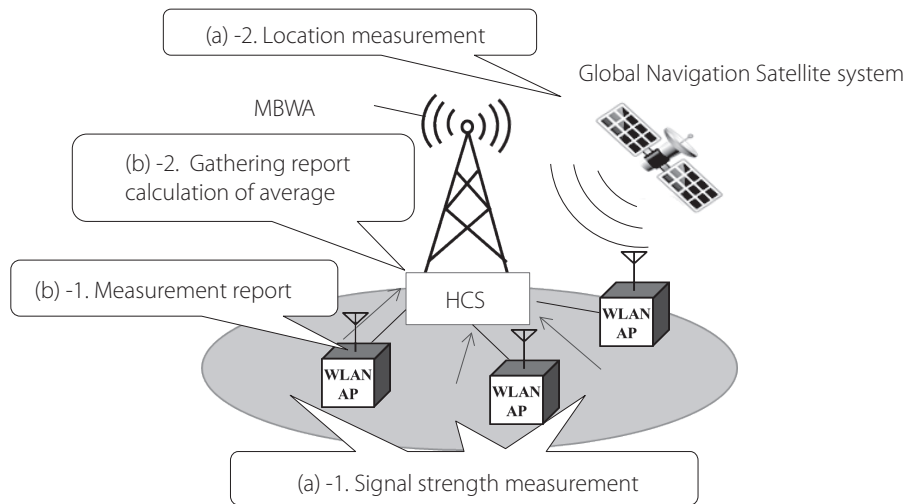 (a) -2. Location measurement
Global Navigation Satellite system
MBWA
(b) -2. Gathering report
calculation of average
(b) -1. Measurement report
HCS
WLAN
AP
WLAN
AP
WLAN
AP
(a) -1. Signal strength measurement